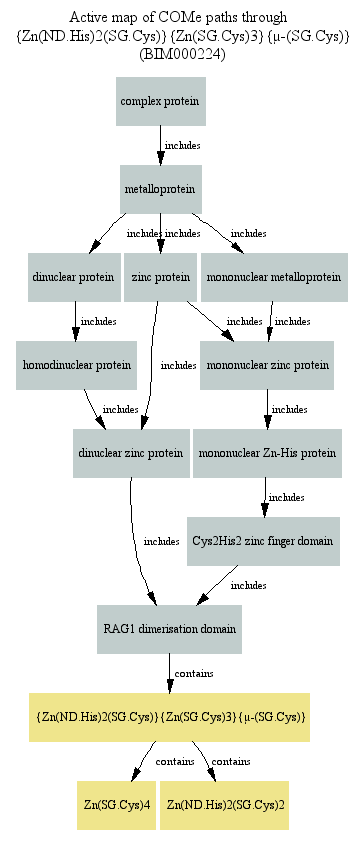 Active map of COMe paths through
{Zn(ND.His)2(SG.Cys)}{Zn(SG.Cys)3}{μ-(SG.Cys)}
(BIM000224)
complex protein
includes
metalloprotein
includes includes includes
dinuclear protein zinc protein mononuclear metalloprotein
includes includes includes
homodinuclear protein includes mononuclear zinc protein
includes includes
dinuclear zinc protein mononuclear Zn-His protein
includes
Cys2His2 zinc finger domain
includes
includes
RAG1 dimerisation domain
contains
{Zn(ND.His)2(SG.Cys)}{Zn(SG.Cys)3}{μ-(SG.Cys)}
contains contains
Zn(SG.Cys)4 Zn(ND.His)2(SG.Cys)2